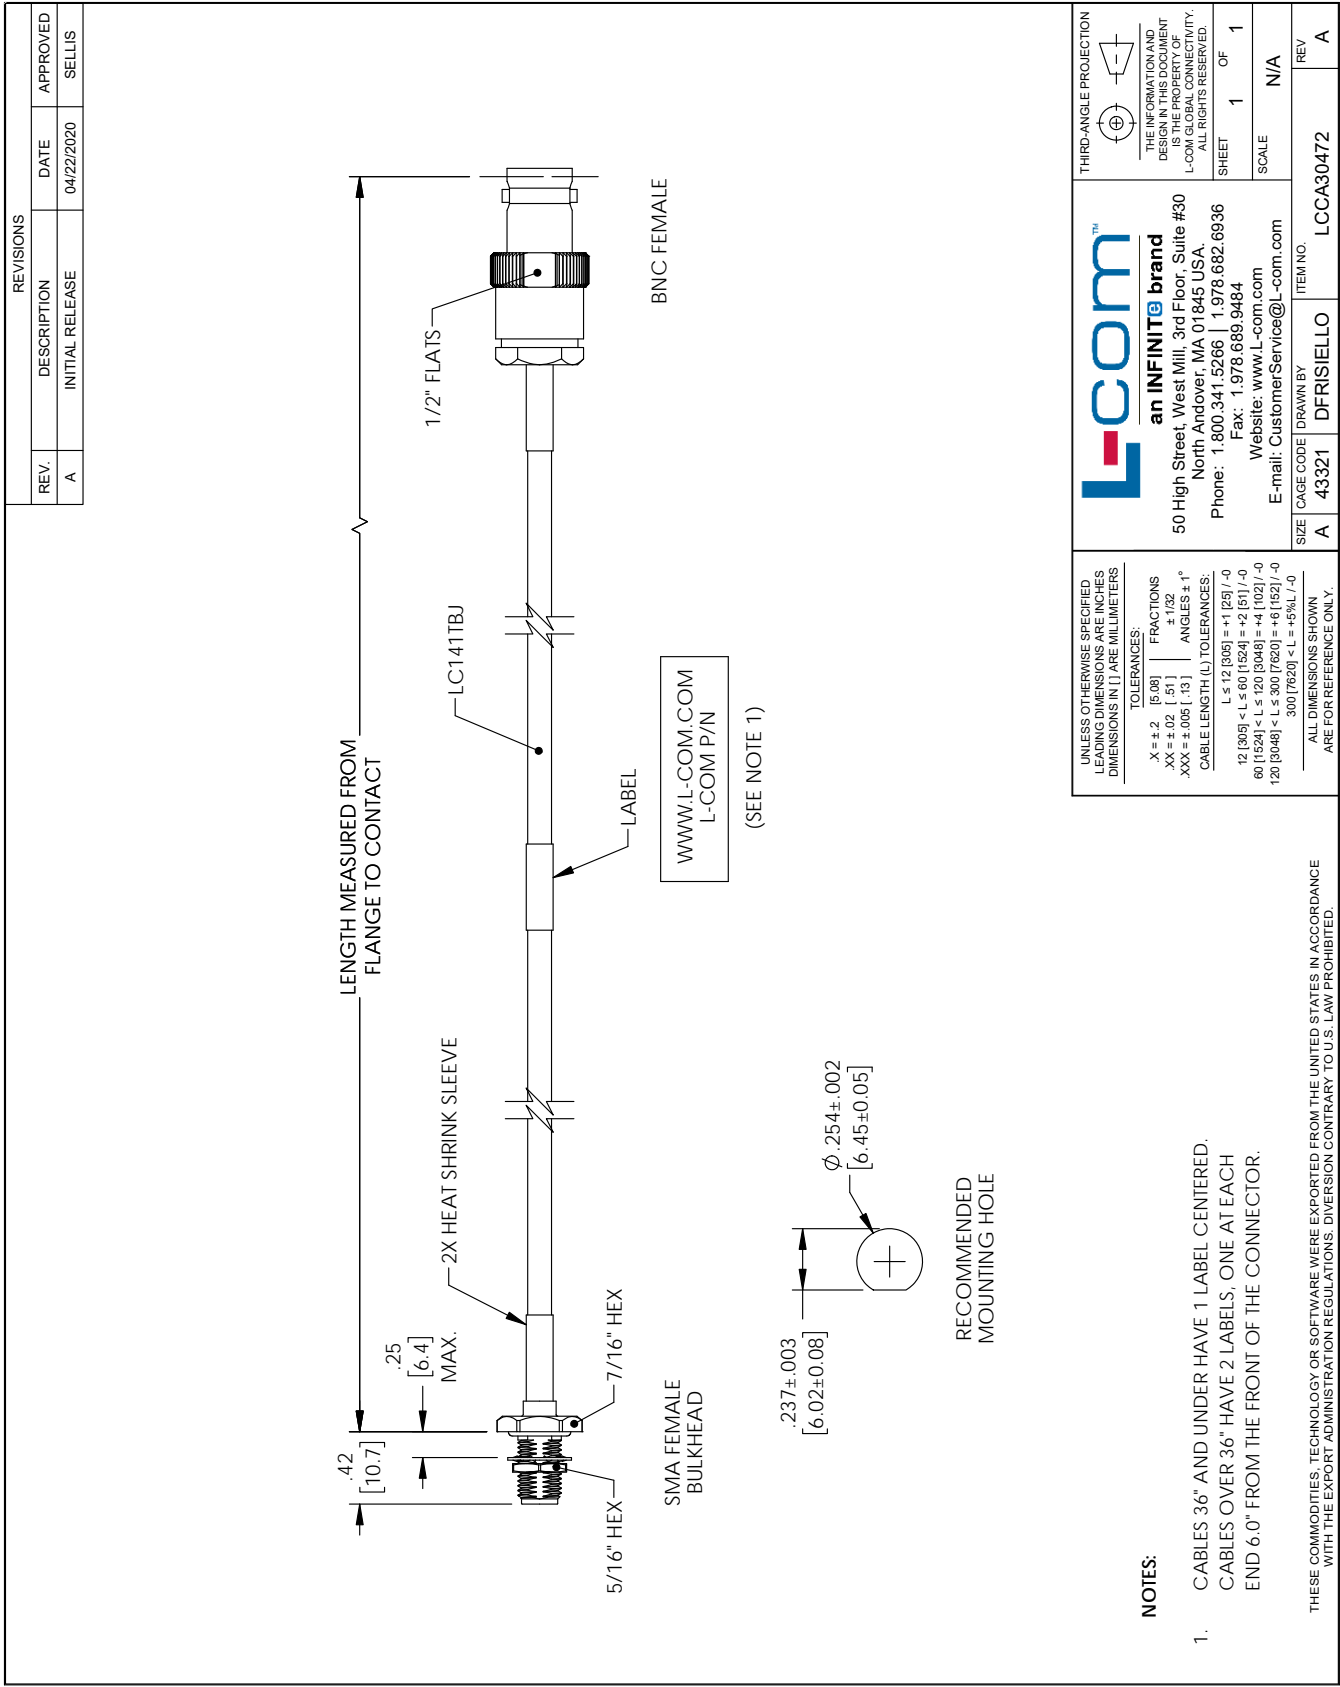 REVISIONS
REV. DESCRIPTION DATE APPROVED
A INITIAL RELEASE 04/22/2020 SELLIS
LENGTH MEASURED FROM
FLANGE TO CONTACT
.42
[10.7]
.25
[6.4]
MAX.
2X HEAT SHRINK SLEEVE
LC141TBJ
1/2" FLATS
5/16" HEX
7/16" HEX
LABEL
SMA FEMALE
BULKHEAD
WWW.L-COM.COM
L-COM P/N
(SEE NOTE 1)
BNC FEMALE
.237±.003
[6.02±0.08]
Ø.254±.002
[6.45±0.05]
RECOMMENDED
MOUNTING HOLE
NOTES:
1. CABLES 36" AND UNDER HAVE 1 LABEL CENTERED.
CABLES OVER 36" HAVE 2 LABELS, ONE AT EACH
END 6.0" FROM THE FRONT OF THE CONNECTOR.
THESE COMMODITIES, TECHNOLOGY OR SOFTWARE WERE EXPORTED FROM THE UNITED STATES IN ACCORDANCE
WITH THE EXPORT ADMINISTRATION REGULATIONS. DIVERSION CONTRARY TO U.S. LAW PROHIBITED.
UNLESS OTHERWISE SPECIFIED
LEADING DIMENSIONS ARE INCHES
DIMENSIONS IN [ ] ARE MILLIMETERS
TOLERANCES:
.X = ±.2 [5.08] FRACTIONS
.XX = ±.02 [ .51 ] ± 1/32
.XXX = ±.005 [ .13 ] ANGLES ± 1°
CABLE LENGTH (L) TOLERANCES:
L ≤ 12 [305] = +1 [25] / -0
12 [305] < L ≤ 60 [1524] = +2 [51] / -0
60 [1524] < L ≤ 120 [3048] = +4 [102] / -0
120 [3048] < L ≤ 300 [7620] = +6 [152] / -0
300 [7620] < L = +5%L / -0
ALL DIMENSIONS SHOWN
ARE FOR REFERENCE ONLY.
L-com™
an INFINITe brand
50 High Street, West Mill, 3rd Floor, Suite #30
North Andover, MA 01845 USA.
Phone: 1.800.341.5266 | 1.978.682.6936
Fax: 1.978.689.9484
Website: www.L-com.com
E-mail: CustomerService@L-com.com
THIRD-ANGLE PROJECTION
THE INFORMATION AND
DESIGN IN THIS DOCUMENT
IS THE PROPERTY OF
L-COM GLOBAL CONNECTIVITY.
ALL RIGHTS RESERVED.
SHEET 1 OF 1
SCALE N/A
SIZE CAGE CODE DRAWN BY ITEM NO. REV
A 43321 DFRISIELLO LCCA30472 A